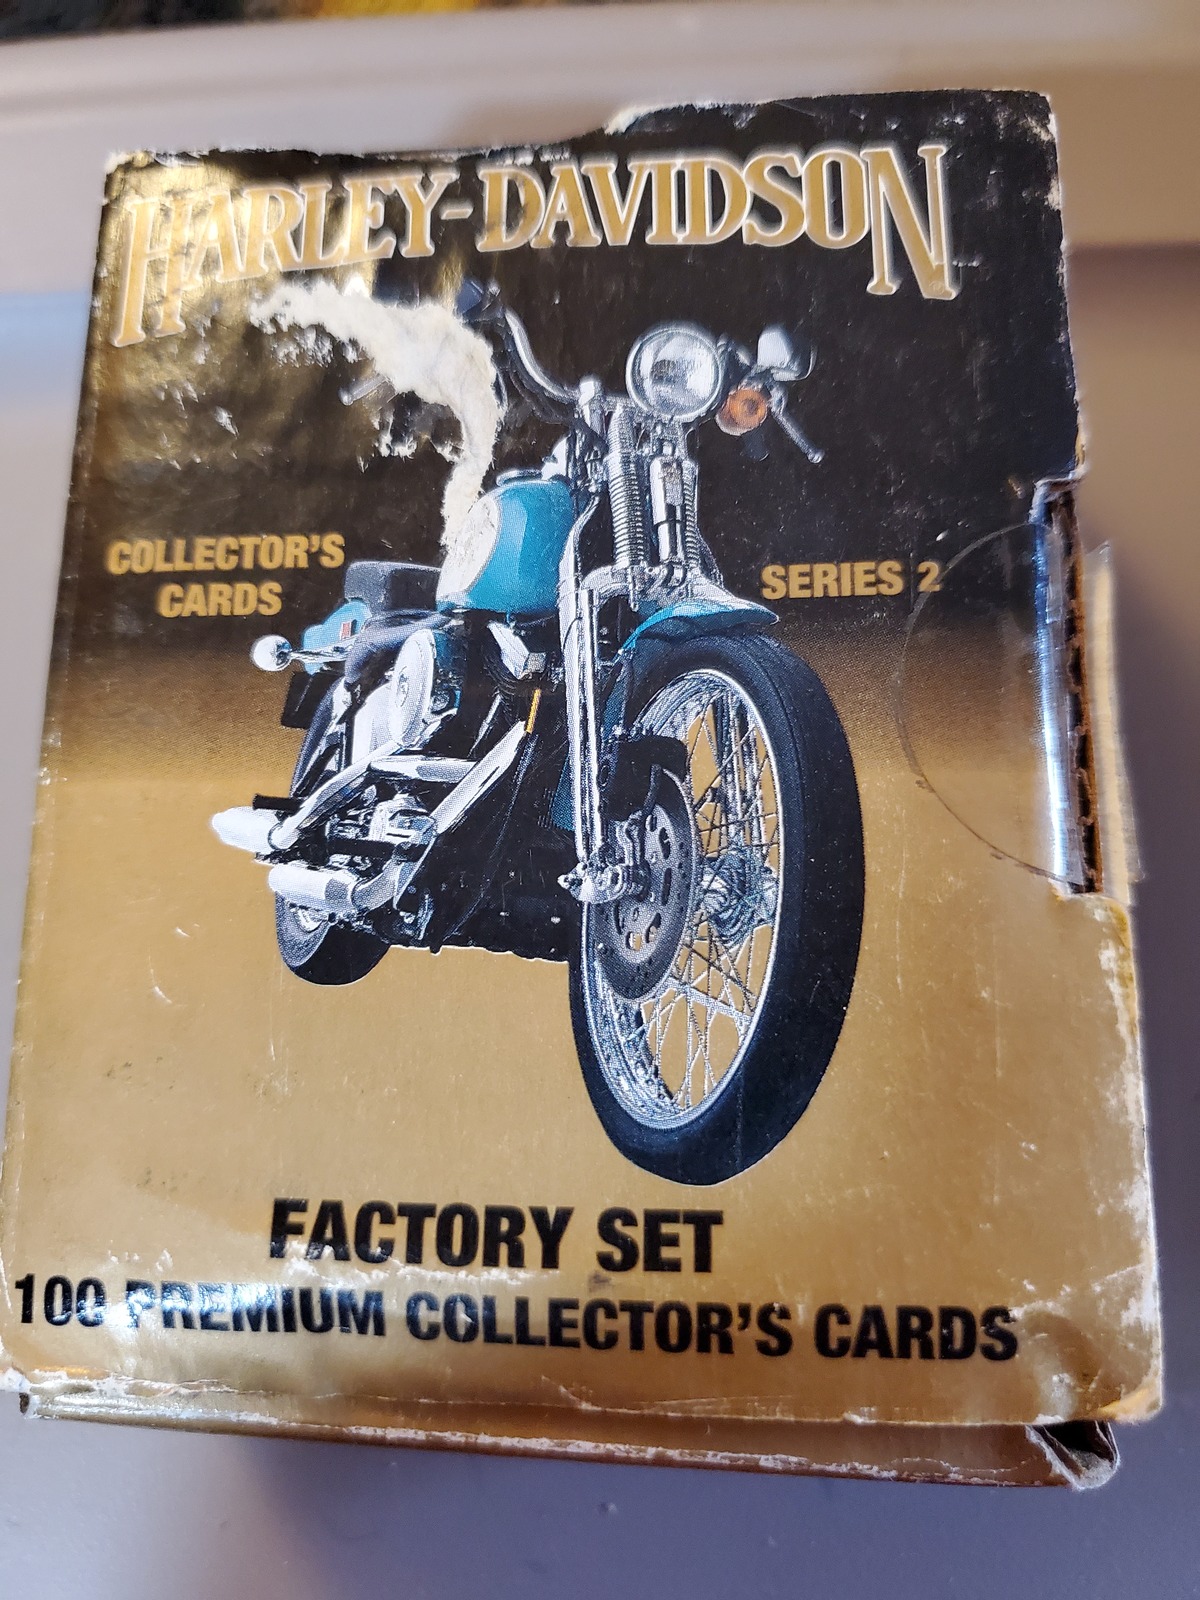 HARLEY-DAVIDSON
COLLECTOR'S
CARDS
SERIES 2
FACTORY SET
100 PREMIUM COLLECTOR'S CARDS